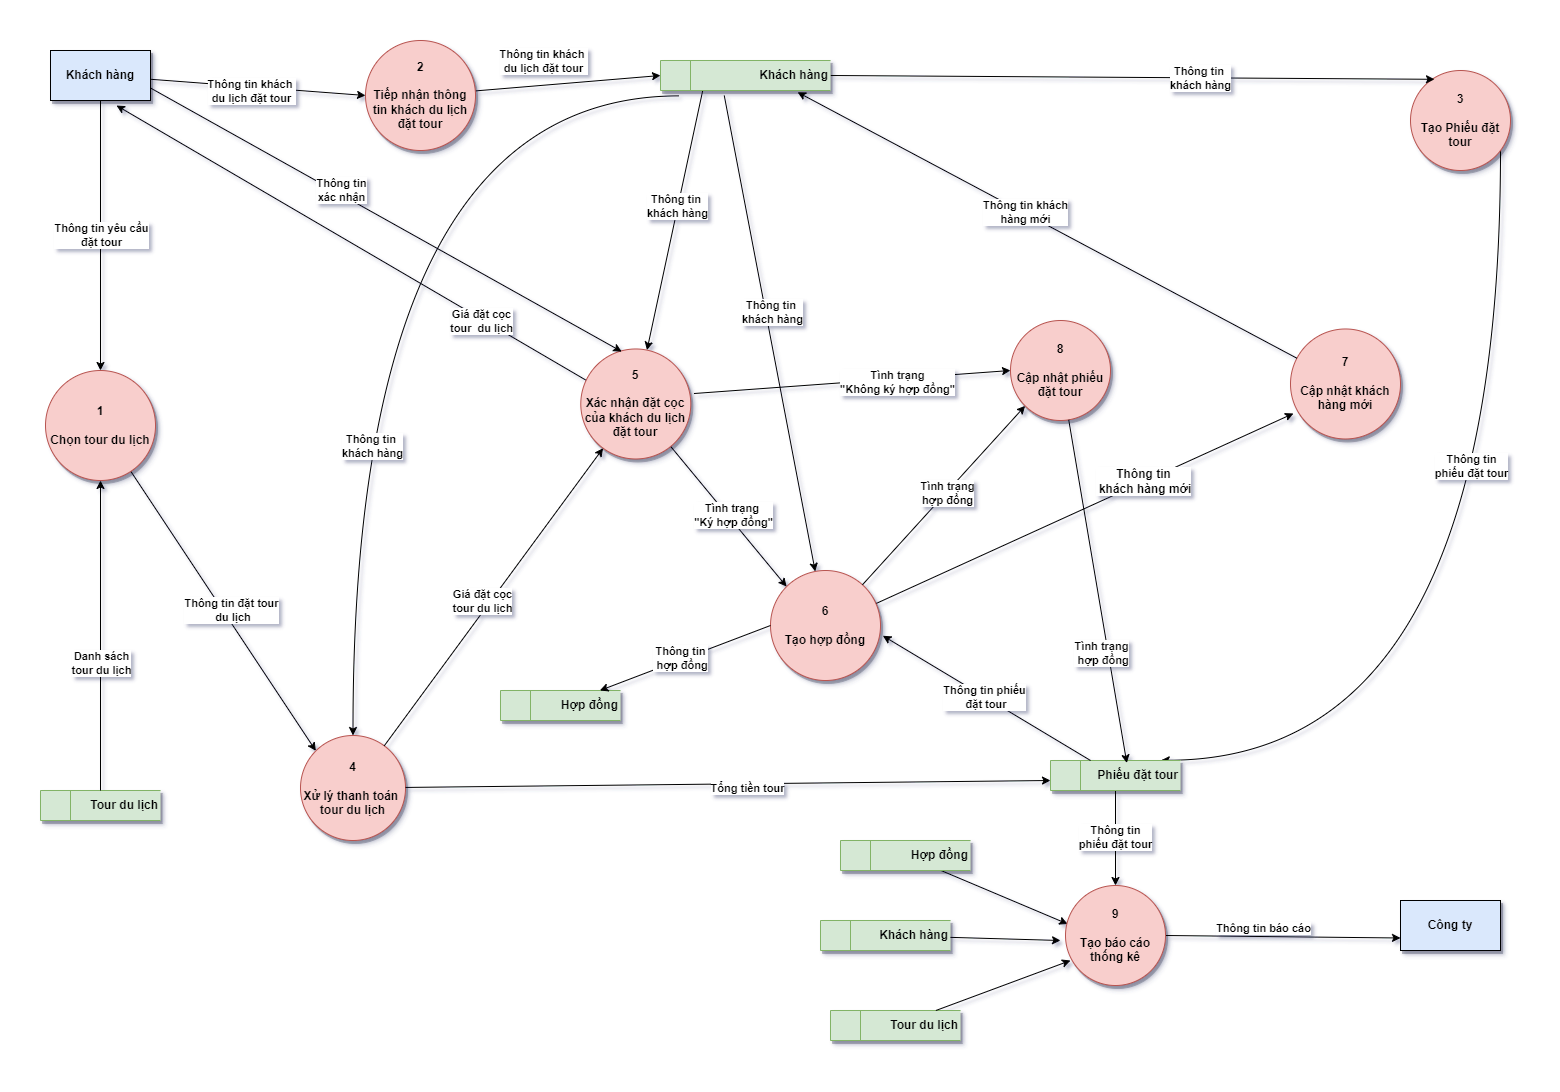 Khách hàng
Thông tin khách
du lịch đặt tour
2
Tiếp nhận thông
tin khách du lịch
đặt tour
Thông tin khách
du lịch đặt tour
Khách hàng
Thông tin
khách hàng
3
Tạo Phiếu đặt
tour
Thông tin
xác nhận
Thông tin
khách hàng
Thông tin khách
hàng mới
Thông tin yêu cầu
đặt tour
Giá đặt cọc
tour  du lịch
Thông tin
khách hàng
5
Xác nhận đặt cọc
của khách du lịch
đặt tour
Tình trạng
"Không ký hợp đồng"
8
Cập nhật phiếu
đặt tour
7
Cập nhật khách
hàng mới
1
Chọn tour du lịch
Thông tin
khách hàng
Thông tin
phiếu đặt tour
Tình trạng
"Ký hợp đồng"
Tình trạng
hợp đồng
Thông tin
khách hàng mới
Thông tin đặt tour
du lịch
Giá đặt cọc
tour du lịch
6
Tạo hợp đồng
Danh sách
tour du lịch
Thông tin
hợp đồng
Tình trạng
hợp đồng
Hợp đồng
Thông tin phiếu
đặt tour
4
Xử lý thanh toán
tour du lịch
Tour du lịch
Tổng tiền tour
Phiếu đặt tour
Thông tin
phiếu đặt tour
Hợp đồng
Khách hàng
Tour du lịch
9
Tạo báo cáo
thống kê
Thông tin báo cáo
Công ty